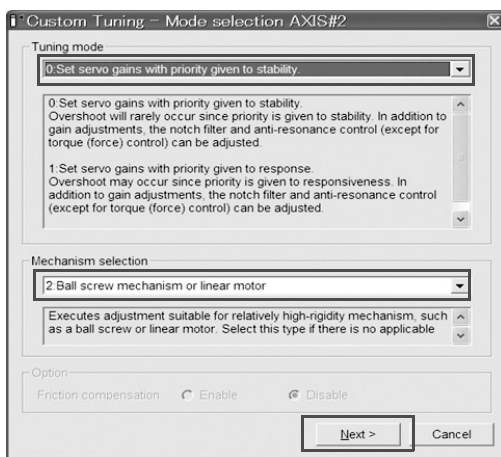 Custom Tuning - Mode selection AXIS#2
Tuning mode
0:Set servo gains with priority given to stability.
0:Set servo gains with priority given to stability.
Overshoot will rarely occur since priority is given to stability. In addition to
gain adjustments, the notch filter and anti-resonance control (except for
torque (force) control) can be adjusted.
1:Set servo gains with priority given to response.
Overshoot may occur since priority is given to responsiveness. In
addition to gain adjustments, the notch filter and anti-resonance control
(except for torque (force) control) can be adjusted.
Mechanism selection
2:Ball screw mechanism or linear motor
Executes adjustment suitable for relatively high-rigidity mechanism, such
as a ball screw or linear motor. Select this type if there is no applicable
Option
Friction compensation Enable Disable
Next > Cancel